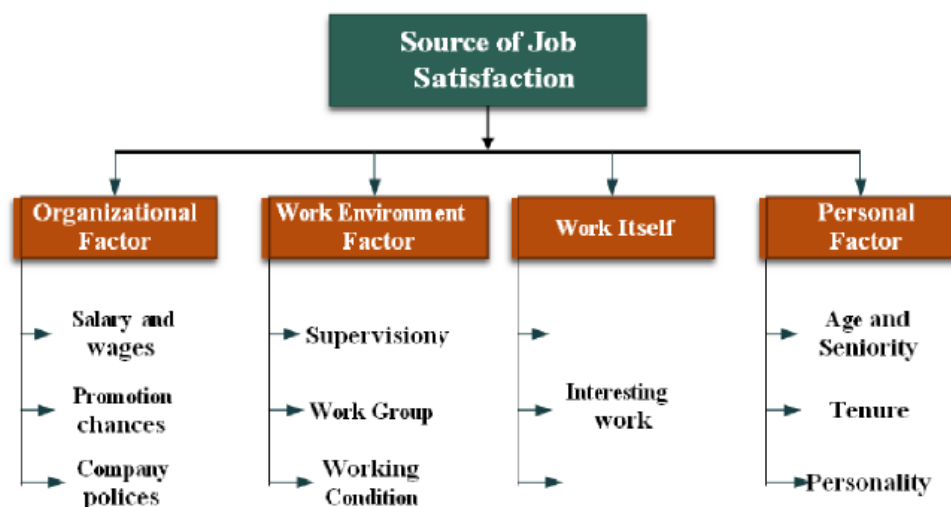 Source of Job
Satisfaction
Organizational
Factor
Work Environment
Factor
Work Itself
Personal
Factor
Salary and
wages
Promotion
chances
Company
polices
Supervisiony
Work Group
Working
Condition
Interesting
work
Age and
Seniority
Tenure
Personality